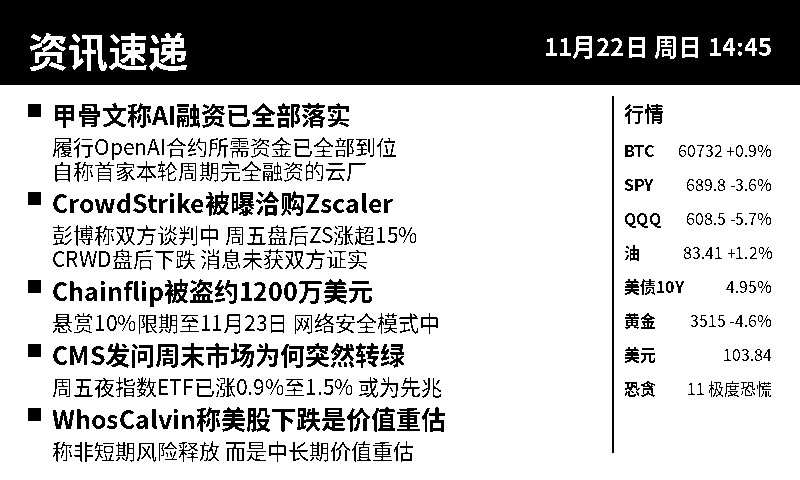 资讯速递
11月22日 周日 14:45
甲骨文称AI融资已全部落实
履行OpenAI合约所需资金已全部到位
自称首家本轮周期完全融资的云厂
CrowdStrike被曝洽购Zscaler
彭博称双方谈判中 周五盘后ZS涨超15%
CRWD盘后下跌 消息未获双方证实
Chainflip被盗约1200万美元
悬赏10%限期至11月23日 网络安全模式中
CMS发问周末市场为何突然转绿
周五夜指数ETF已涨0.9%至1.5% 或为先兆
WhosCalvin称美股下跌是价值重估
称非短期风险释放 而是中长期价值重估
行情
BTC 60732 +0.9%
SPY 689.8 -3.6%
QQQ 608.5 -5.7%
油 83.41 +1.2%
美债10Y 4.95%
黄金 3515 -4.6%
美元 103.84
恐贪 11 极度恐慌